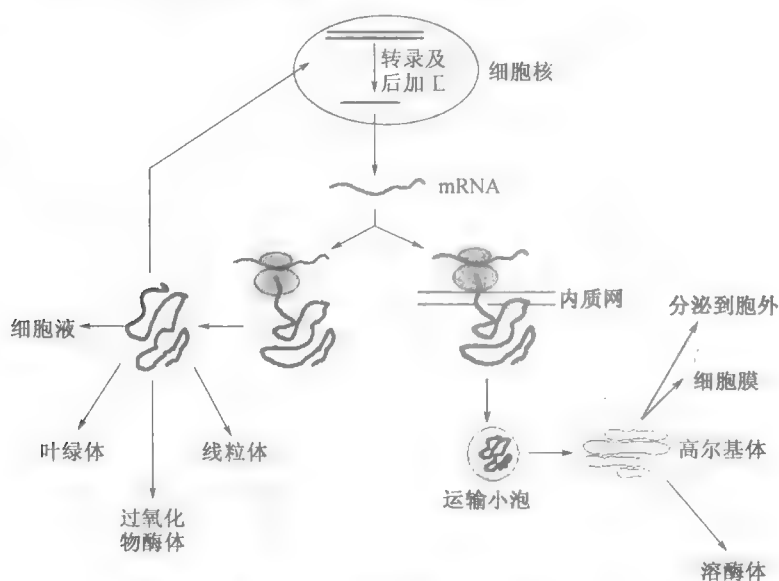 转录及
后加工
细胞核
mRNA
内质网
分泌到胞外
细胞膜
细胞液
叶绿体
线粒体
高尔基体
运输小泡
过氧化
物酶体
溶酶体